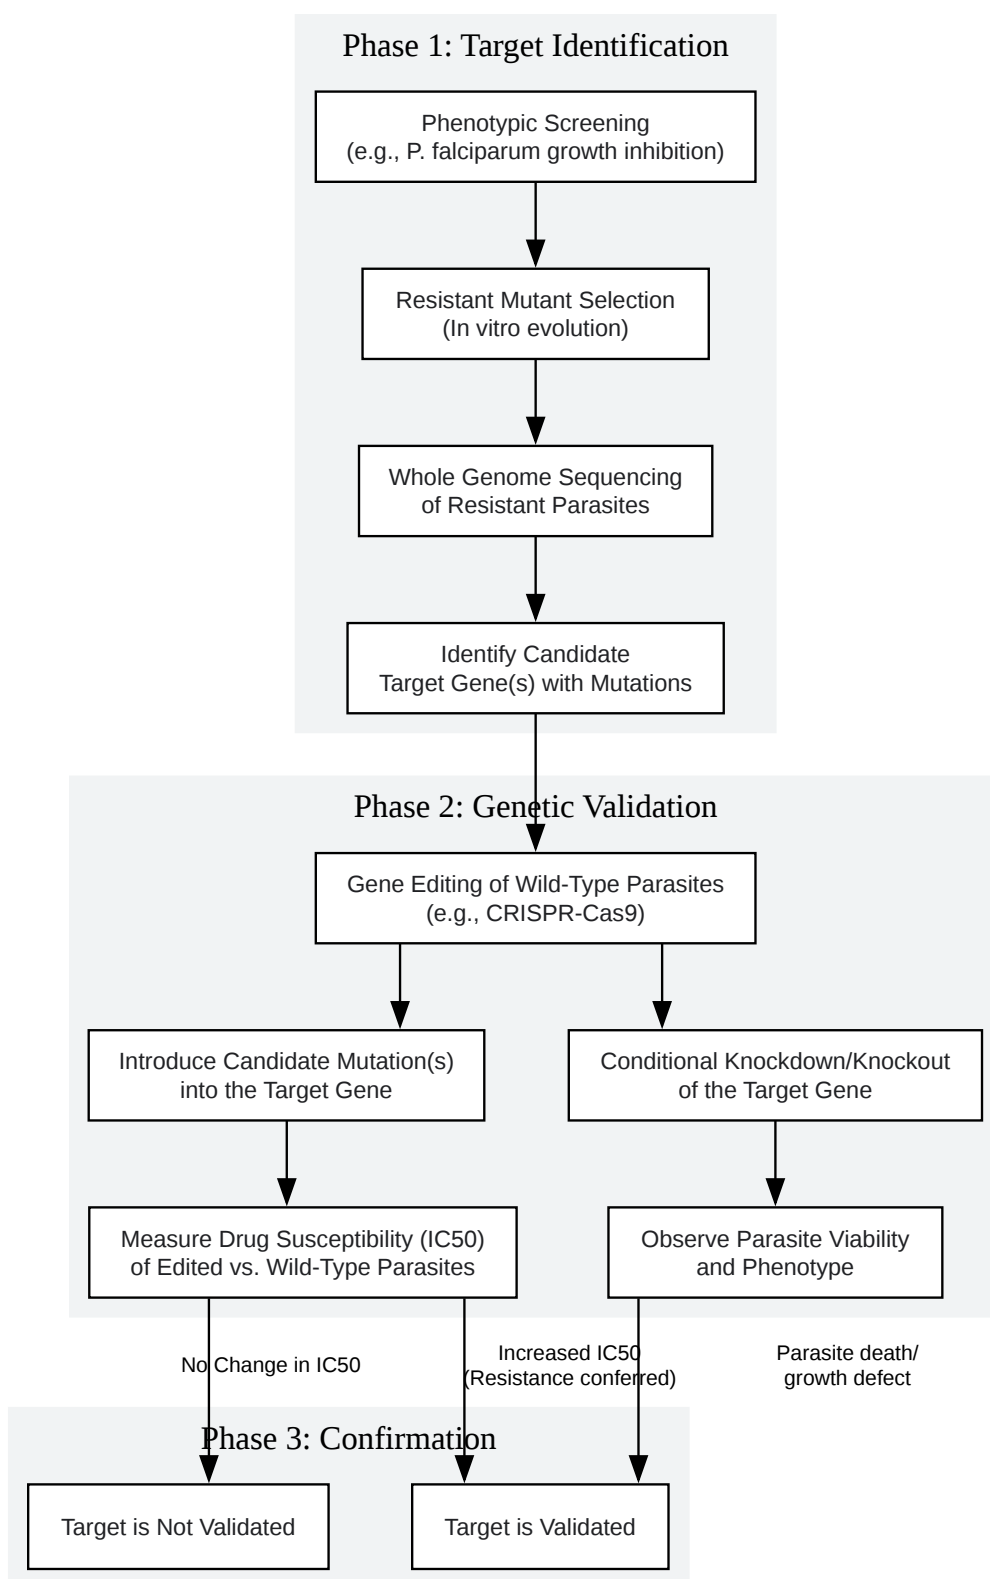 Phase 1: Target Identification
Phenotypic Screening
(e.g., P. falciparum growth inhibition)
Resistant Mutant Selection
(In vitro evolution)
Whole Genome Sequencing
of Resistant Parasites
Identify Candidate
Target Gene(s) with Mutations
Phase 2: Genetic Validation
Gene Editing of Wild-Type Parasites
(e.g., CRISPR-Cas9)
Introduce Candidate Mutation(s)
into the Target Gene
Conditional Knockdown/Knockout
of the Target Gene
Measure Drug Susceptibility (IC50)
of Edited vs. Wild-Type Parasites
Observe Parasite Viability
and Phenotype
No Change in IC50
Increased IC50
(Resistance conferred)
Parasite death/
growth defect
Phase 3: Confirmation
Target is Not Validated
Target is Validated